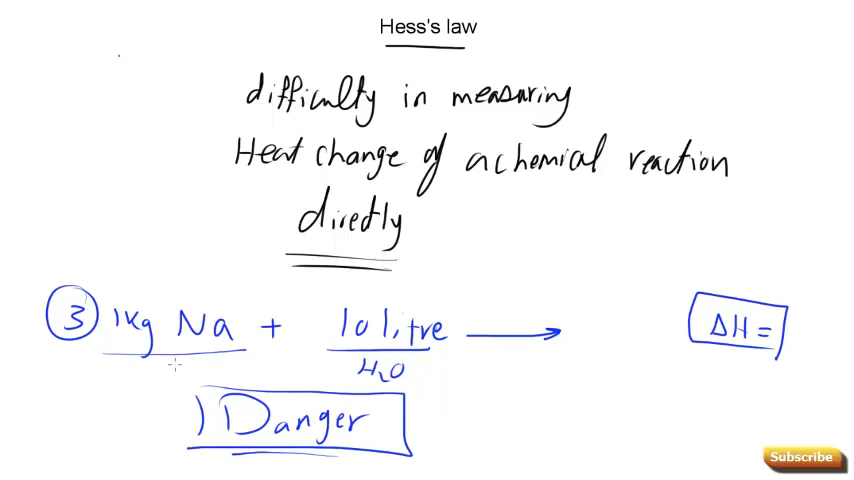 Hess's law
difficulty in measuring
Heat change of a chemical reaction
directly
3 1kg Na + 10 litre ⟶ ΔH =
H₂O
) Danger
Subscribe